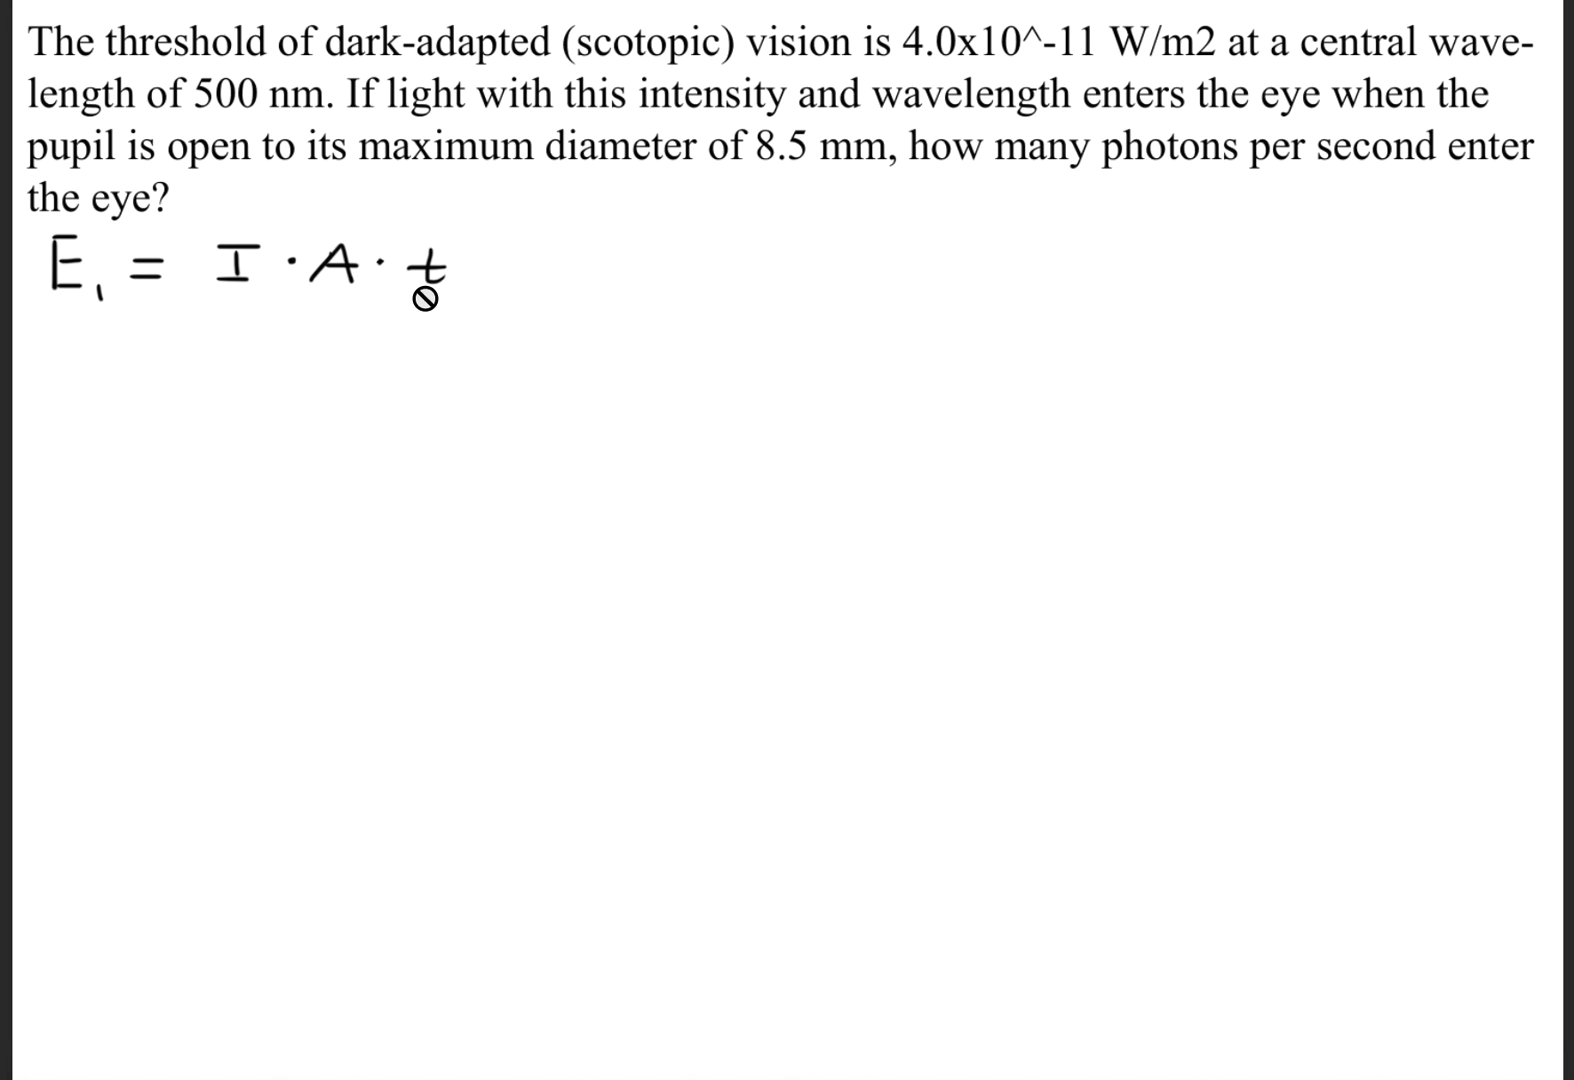 The threshold of dark-adapted (scotopic) vision is 4.0x10^-11 W/m2 at a central wave-
length of 500 nm. If light with this intensity and wavelength enters the eye when the
pupil is open to its maximum diameter of 8.5 mm, how many photons per second enter
the eye?
E₁ = I · A · t